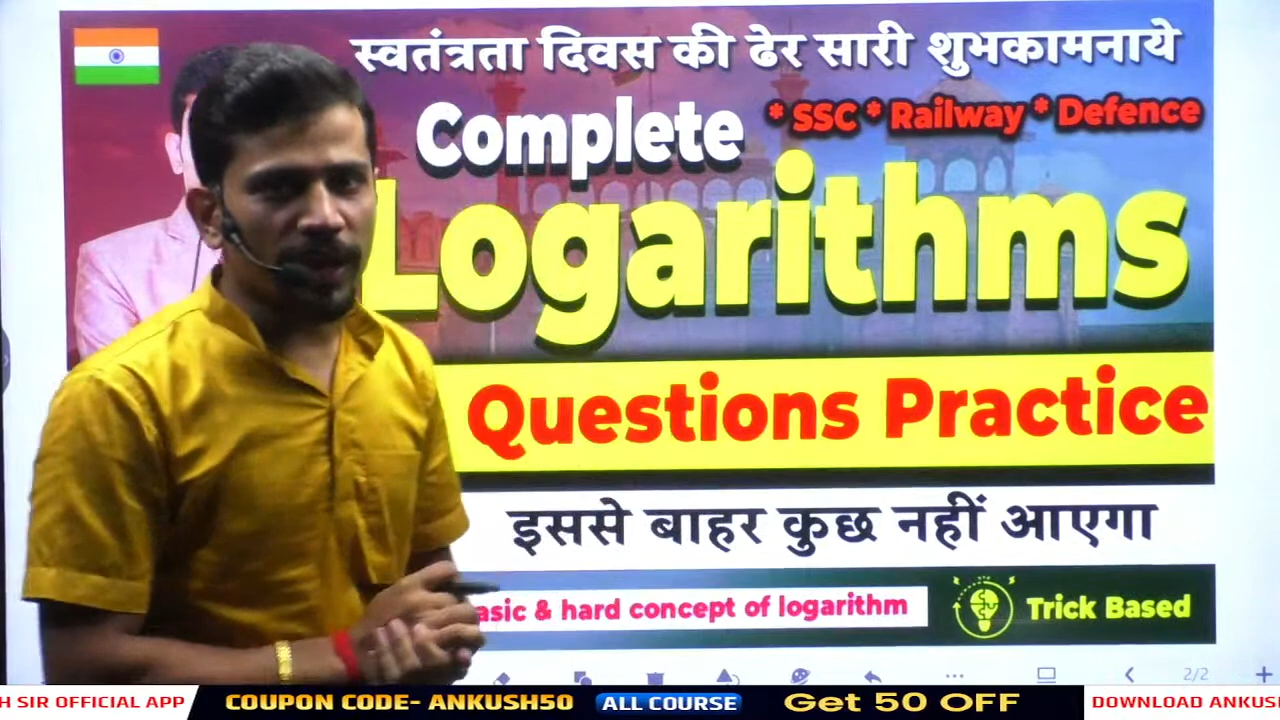 स्वतंत्रता दिवस की ढेर सारी शुभकामनाये
Complete
* SSC * Railway * Defence
Logarithms
Questions Practice
इससे बाहर कुछ नहीं आएगा
asic & hard concept of logarithm
Trick Based
2/2
H SIR OFFICIAL APP
COUPON CODE- ANKUSH50
ALL COURSE
Get 50 OFF
DOWNLOAD ANKUS